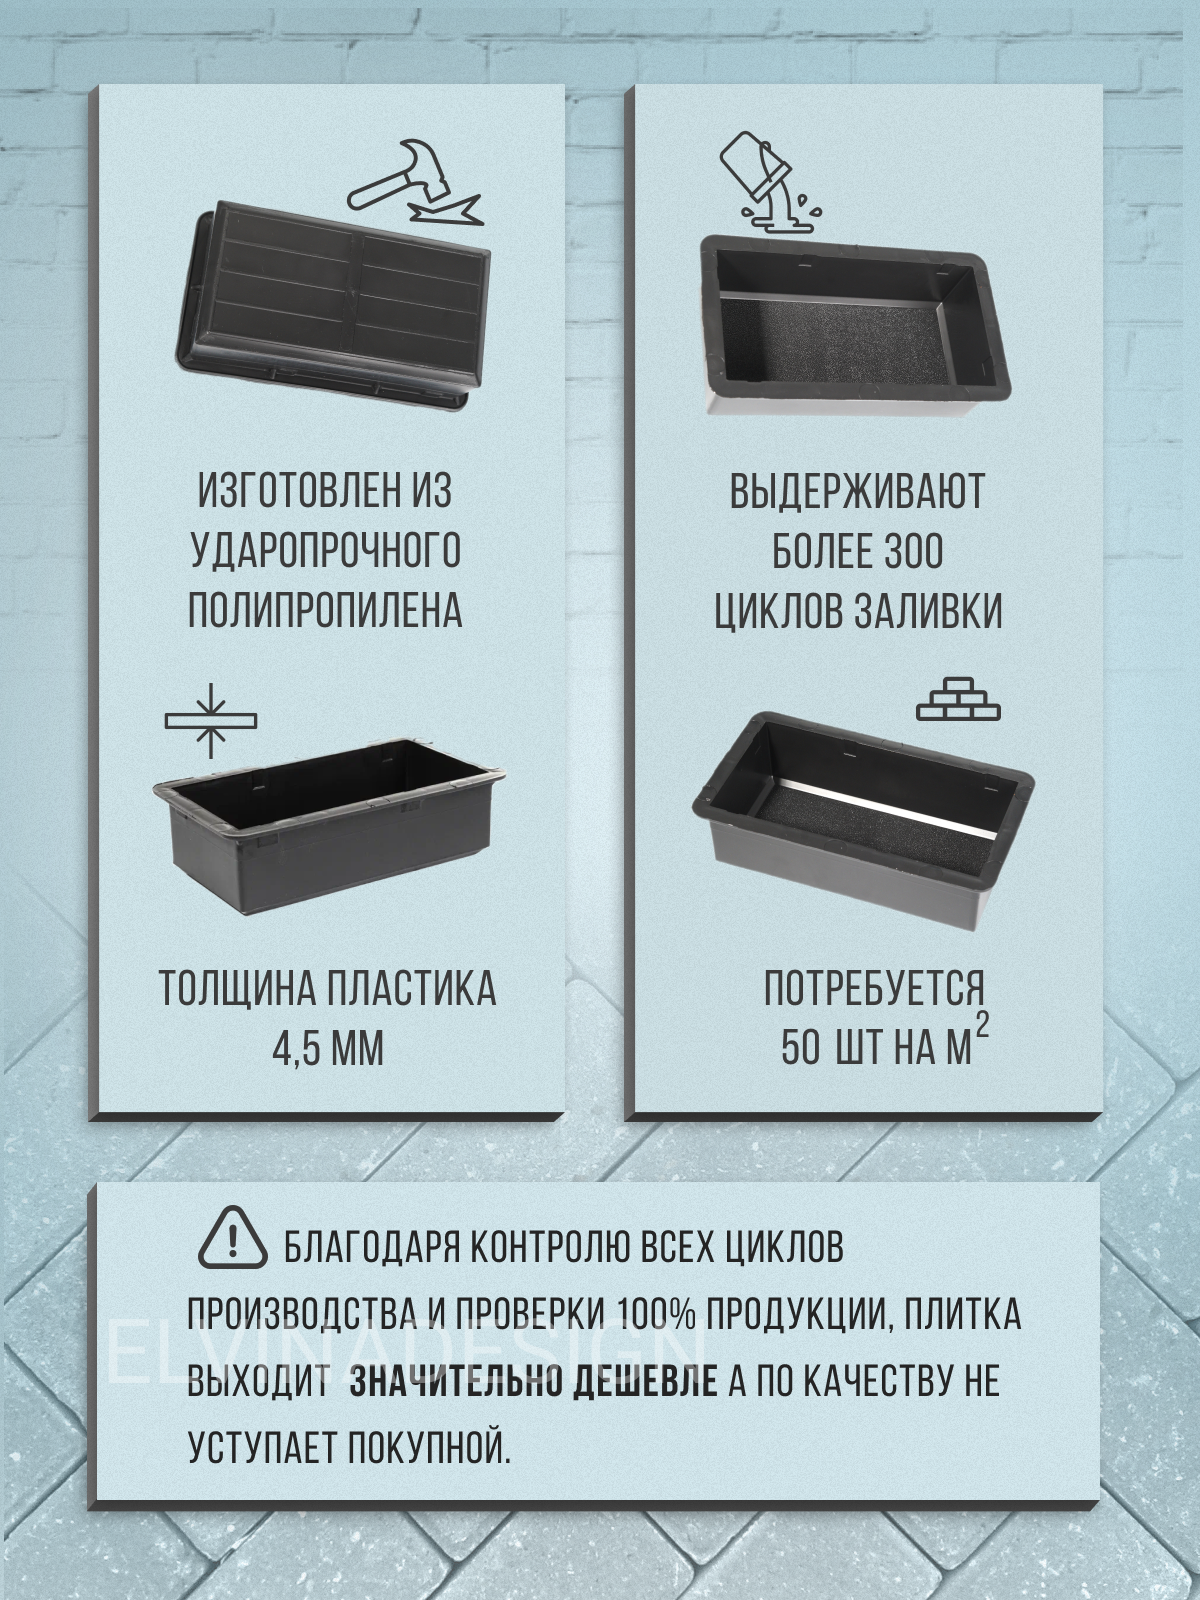 ИЗГОТОВЛЕН ИЗ
УДАРОПРОЧНОГО
ПОЛИПРОПИЛЕНА
ВЫДЕРЖИВАЮТ
БОЛЕЕ 300
ЦИКЛОВ ЗАЛИВКИ
ТОЛЩИНА ПЛАСТИКА
4,5 ММ
ПОТРЕБУЕТСЯ
50 ШТ НА М²
БЛАГОДАРЯ КОНТРОЛЮ ВСЕХ ЦИКЛОВ
ПРОИЗВОДСТВА И ПРОВЕРКИ 100% ПРОДУКЦИИ, ПЛИТКА
ELVINADESIGN
ВЫХОДИТ ЗНАЧИТЕЛЬНО ДЕШЕВЛЕ А ПО КАЧЕСТВУ НЕ
УСТУПАЕТ ПОКУПНОЙ.